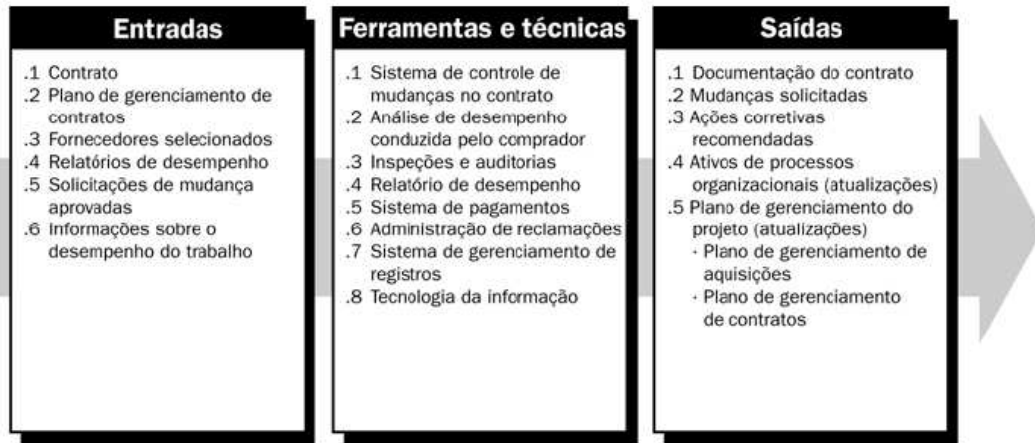 Entradas
.1 Contrato
.2 Plano de gerenciamento de
contratos
.3 Fornecedores selecionados
.4 Relatórios de desempenho
.5 Solicitações de mudança
aprovadas
.6 Informações sobre o
desempenho do trabalho
Ferramentas e técnicas
.1 Sistema de controle de
mudanças no contrato
.2 Análise de desempenho
conduzida pelo comprador
.3 Inspeções e auditorias
.4 Relatório de desempenho
.5 Sistema de pagamentos
.6 Administração de reclamações
.7 Sistema de gerenciamento de
registros
.8 Tecnologia da informação
Saídas
.1 Documentação do contrato
.2 Mudanças solicitadas
.3 Ações corretivas
recomendadas
.4 Ativos de processos
organizacionais (atualizações)
.5 Plano de gerenciamento do
projeto (atualizações)
· Plano de gerenciamento de
aquisições
· Plano de gerenciamento
de contratos